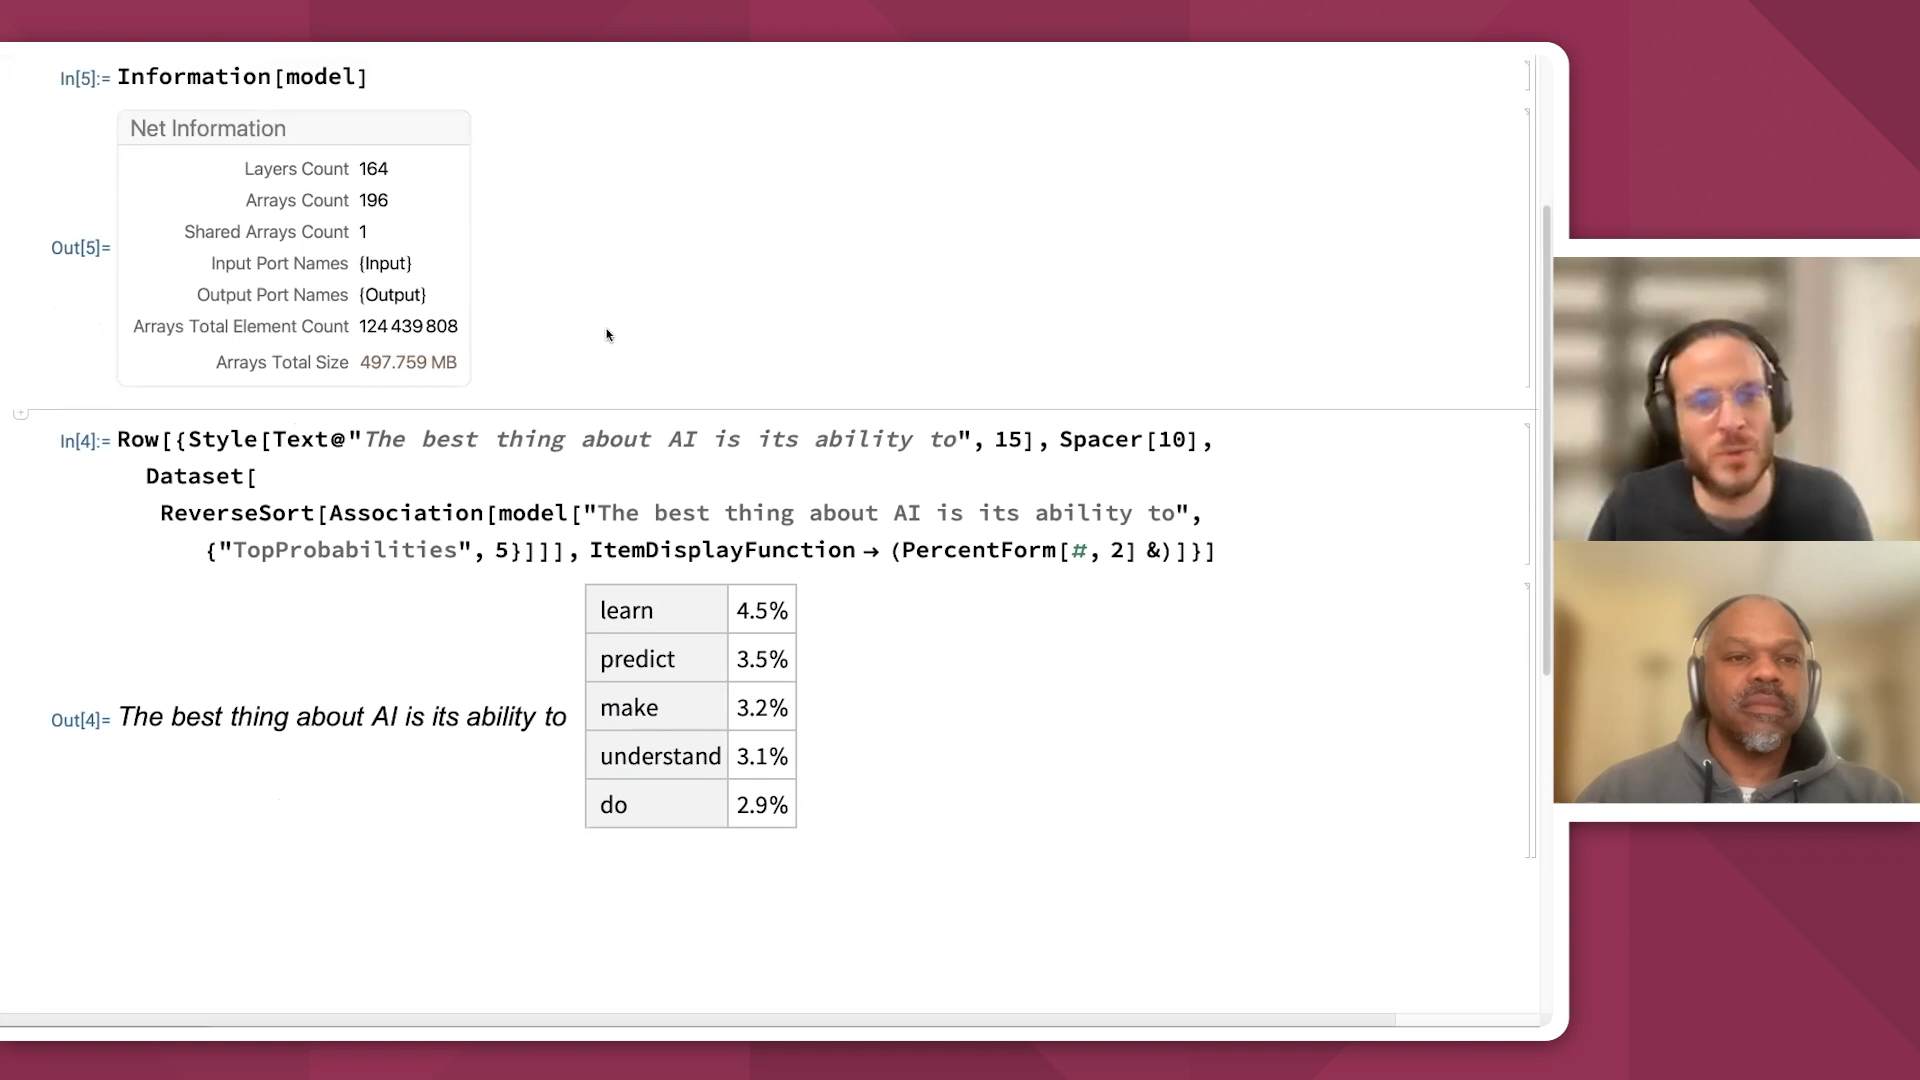 In[5]:= Information[model]
Net Information
Layers Count 164
Arrays Count 196
Shared Arrays Count 1
Out[5]=
Input Port Names {Input}
Output Port Names {Output}
Arrays Total Element Count 124 439 808
Arrays Total Size 497.759 MB
In[4]:= Row[{Style[Text@"The best thing about AI is its ability to", 15], Spacer[10],
Dataset[
ReverseSort[Association[model["The best thing about AI is its ability to",
{"TopProbabilities", 5}]]], ItemDisplayFunction → (PercentForm[#, 2] &)]}]
learn 4.5%
predict 3.5%
make 3.2%
Out[4]= The best thing about AI is its ability to
understand 3.1%
do 2.9%